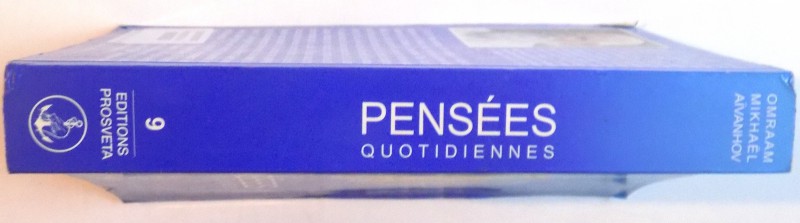 OMRAAM
MIKHAËL
AÏVANHOV
PENSÉES
QUOTIDIENNES
9
EDITIONS
PROSVETA